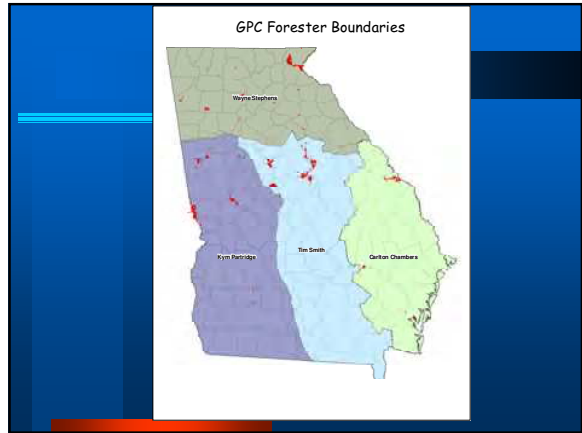 GPC Forester Boundaries
Wayne Stephens
Kym Partridge
Tim Smith
Carlton Chambers